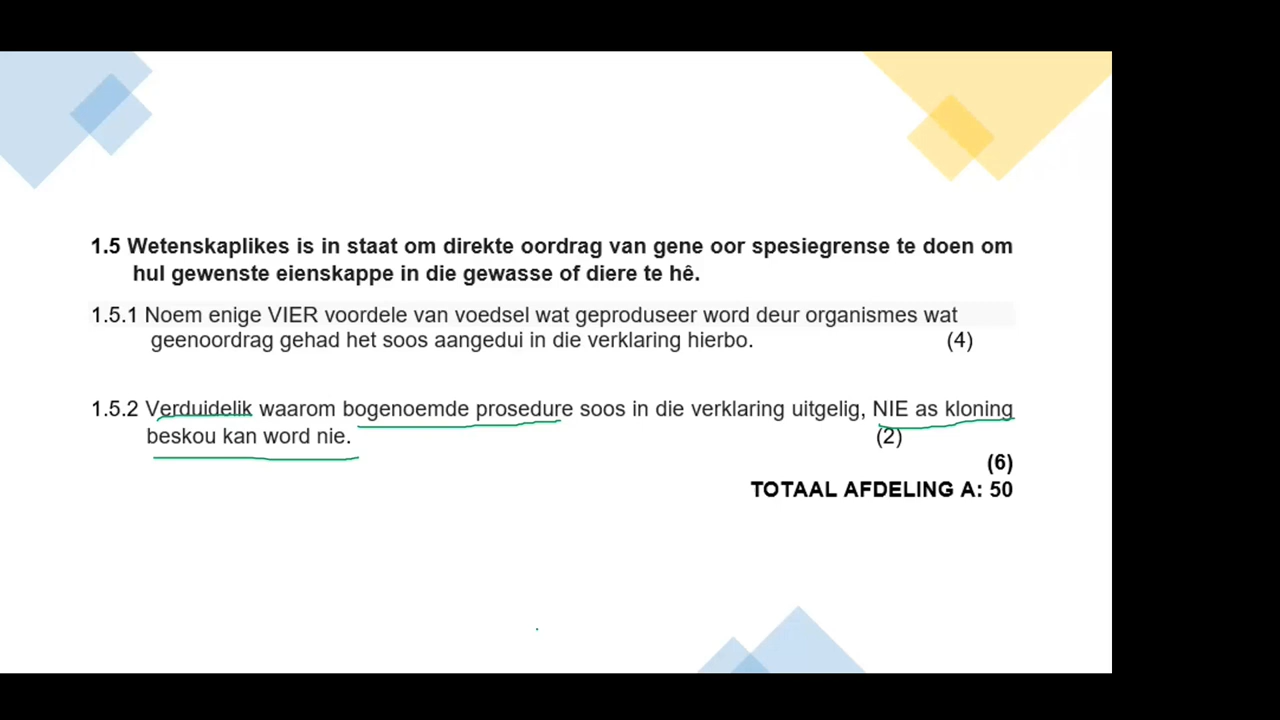 1.5 Wetenskaplikes is in staat om direkte oordrag van gene oor spesiegrense te doen om
hul gewenste eienskappe in die gewasse of diere te hê.
1.5.1 Noem enige VIER voordele van voedsel wat geproduseer word deur organismes wat
geenoordrag gehad het soos aangedui in die verklaring hierbo. (4)
1.5.2 Verduidelik waarom bogenoemde prosedure soos in die verklaring uitgelig, NIE as kloning
beskou kan word nie. (2)
(6)
TOTAAL AFDELING A: 50